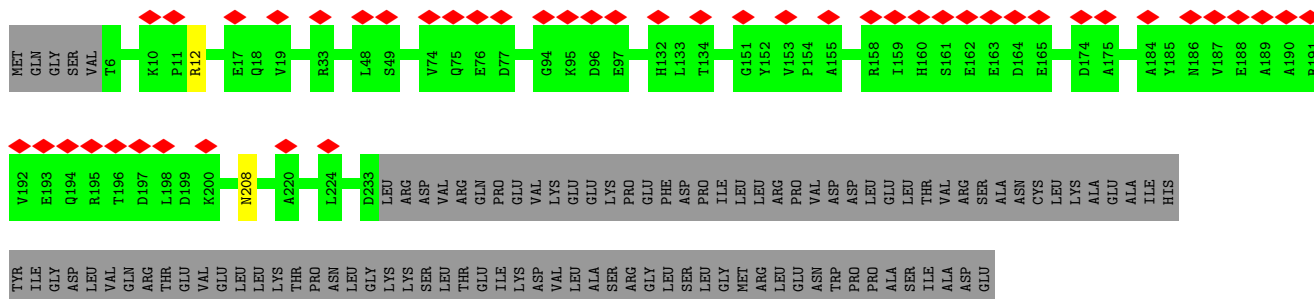 MET GLN GLY SER VAL T6 K10 P11 R12 E17 Q18 V19 R33 L48 S49 V74 Q75 E76 D77 G94 K95 D96 E97 H132 L133 T134 G151 Y152 V153 P154 A155 R158 I159 H160 S161 E162 E163 D164 E165 D174 A175 A184 Y185 N186 V187 E188 A189 A190 R191
V192 E193 Q194 R195 T196 D197 L198 D199 K200 N208 A220 L224 D233 LEU ARG ASP VAL ARG GLN PRO GLU VAL LYS GLU GLU LYS PRO GLU PHE ASP PRO ILE LEU LEU ARG PRO VAL ASP ASP LEU GLU LEU THR VAL ARG SER ALA ASN CYS LEU LYS ALA GLU ALA ILE HIS
TYR ILE GLY ASP LEU VAL GLN ARG THR GLU VAL GLU LEU LEU LYS THR PRO ASN LEU GLY LYS LYS SER LEU THR GLU ILE LYS ASP VAL LEU ALA SER ARG GLY LEU SER LEU GLY MET ARG LEU GLU ASN TRP PRO PRO ALA SER ILE ALA ASP GLU